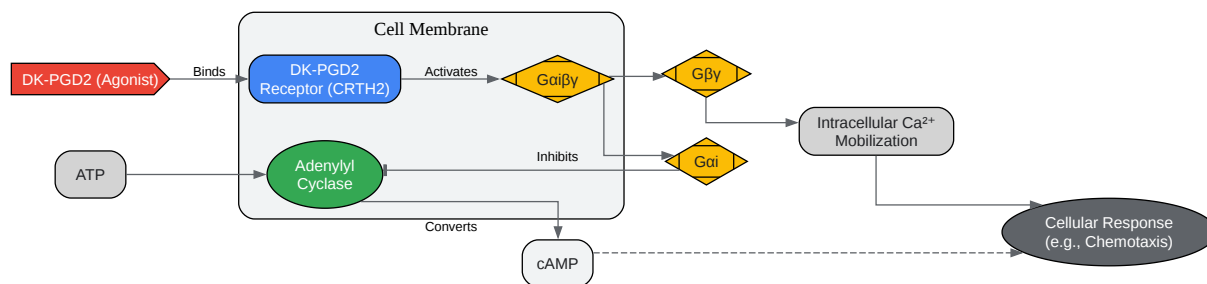 Cell Membrane
DK-PGD2 (Agonist)
Binds
DK-PGD2
Receptor (CRTH2)
Activates
Gαiβγ
Gβγ
Intracellular Ca²⁺
Mobilization
ATP
Adenylyl
Cyclase
Inhibits
Gαi
Converts
cAMP
Cellular Response
(e.g., Chemotaxis)